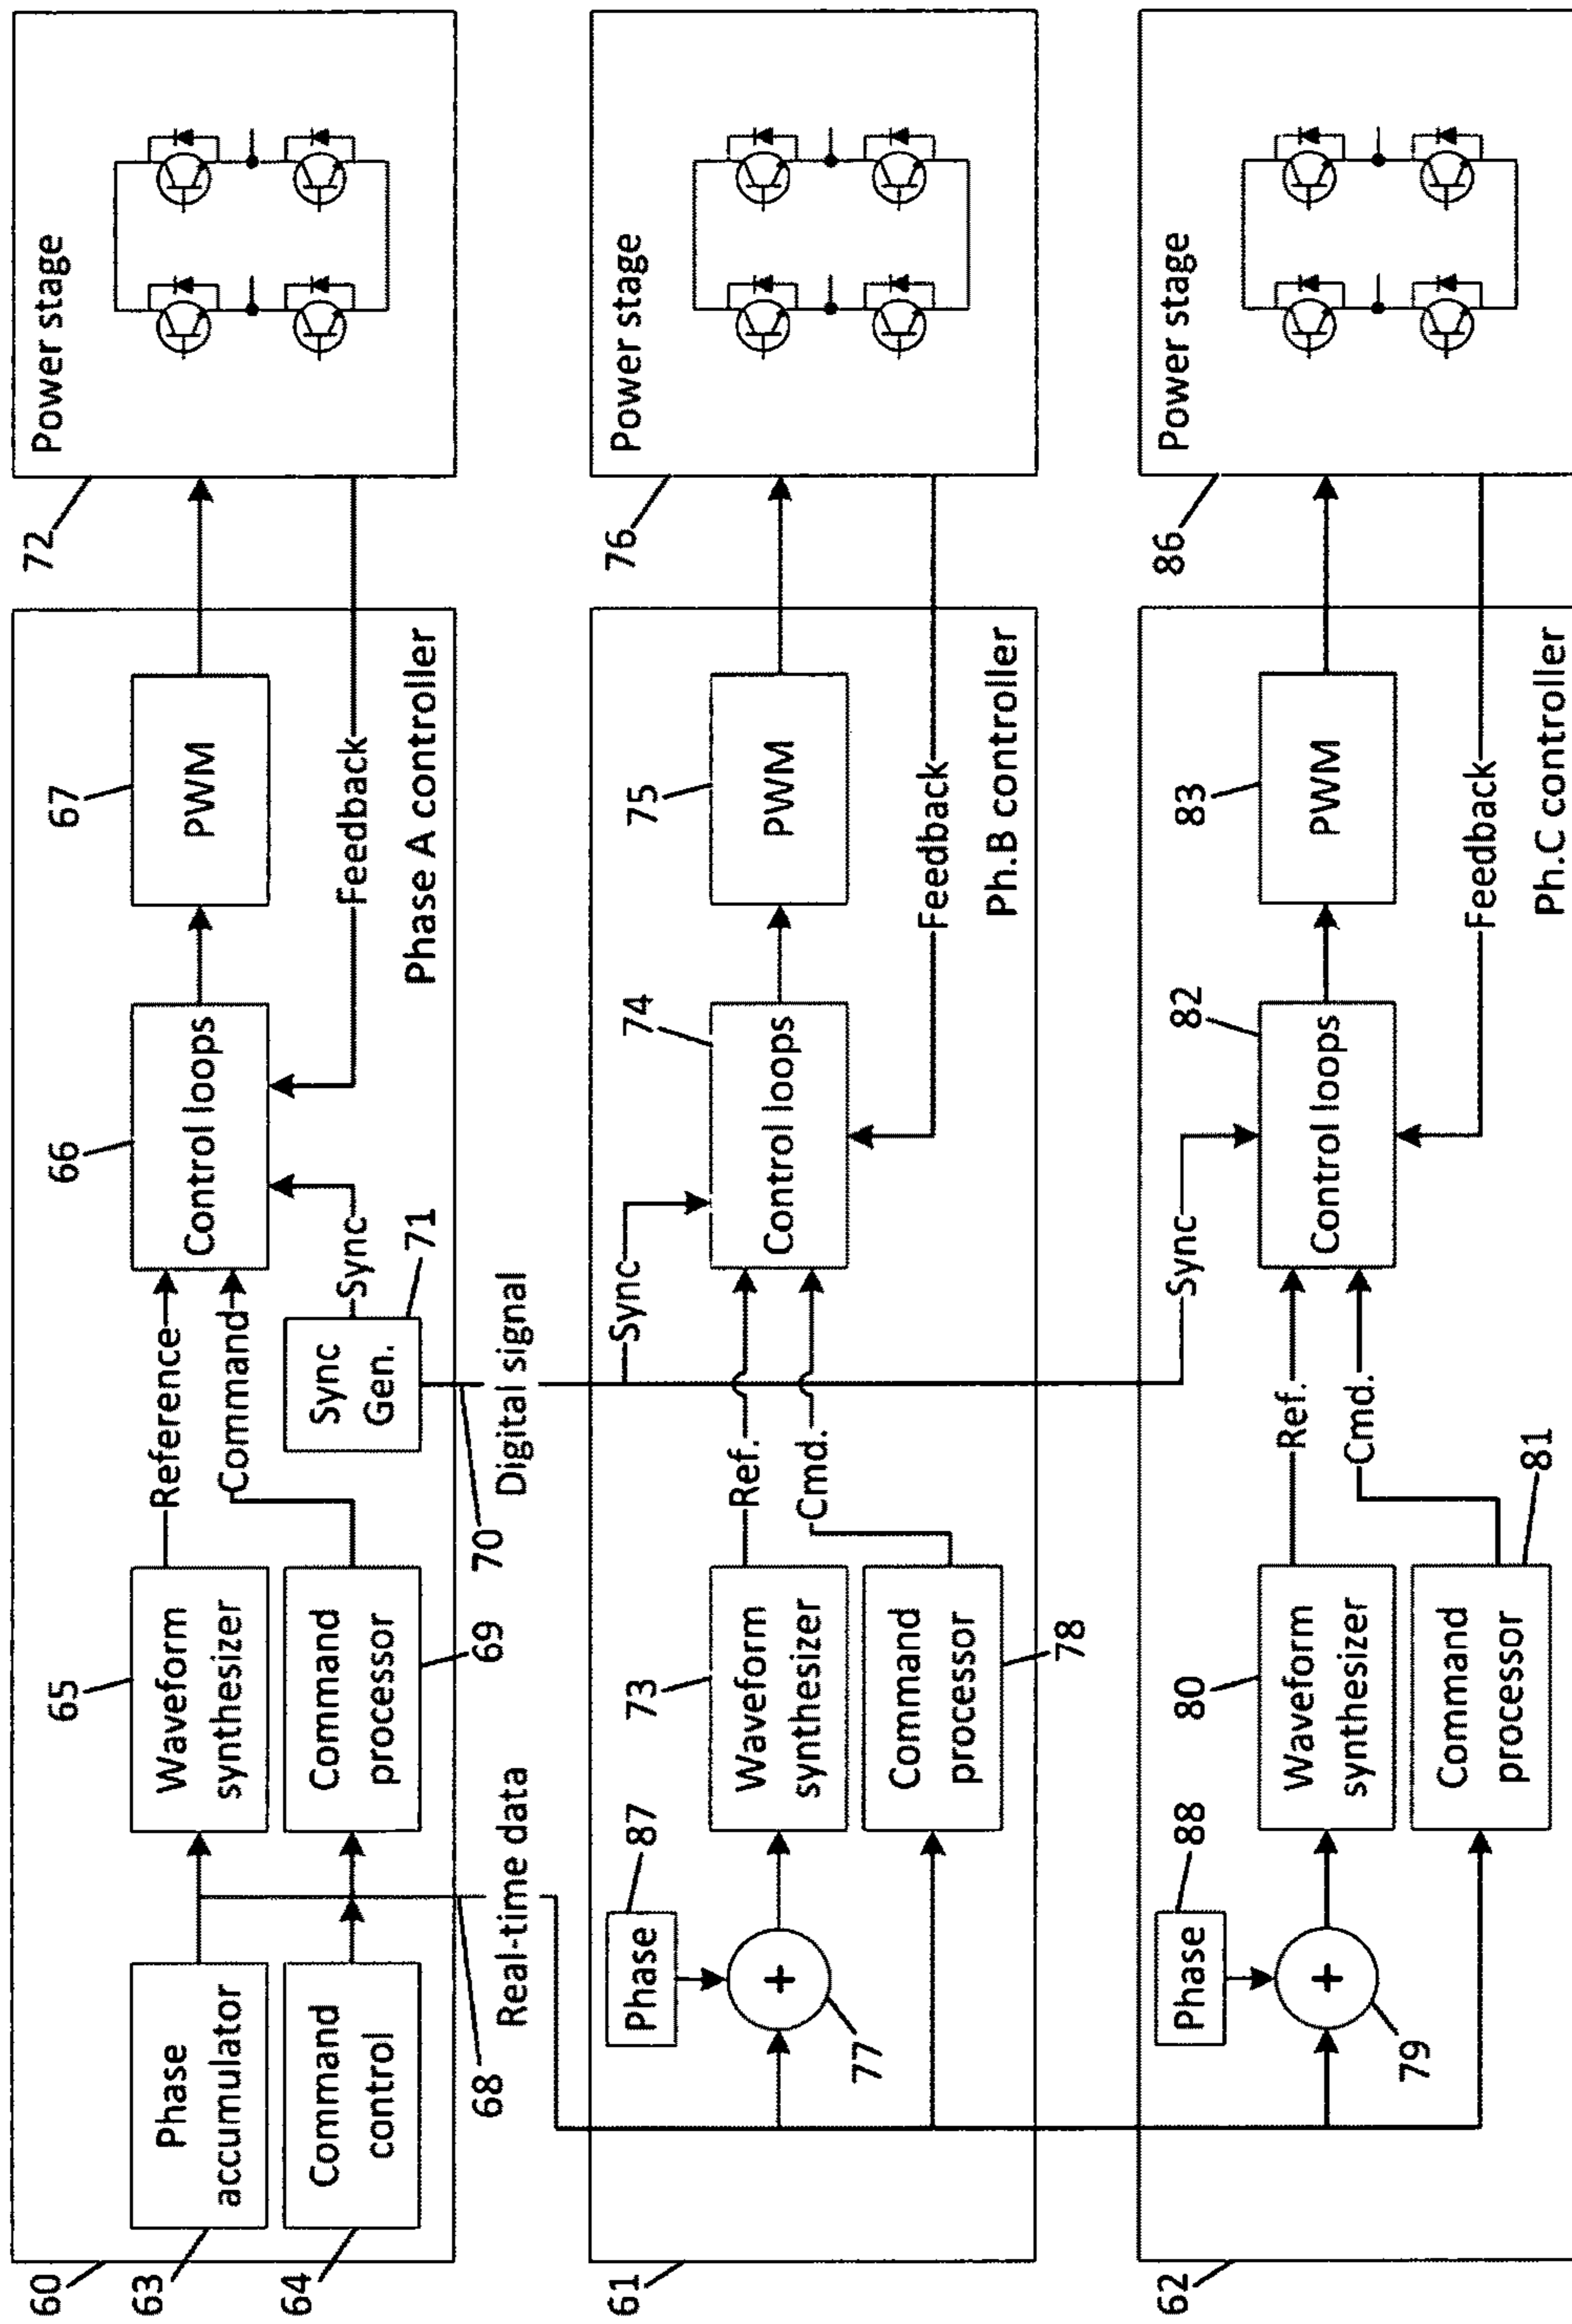 60
63
64
Phase
accumulator
Command
control
65
Waveform
synthesizer
Command
processor
69
Reference
Command
Sync
Gen.
71
Sync
66
Control loops
67
PWM
Feedback
Phase A controller
72
Power stage
68
Real-time data
70
Digital signal
61
Phase
87
+
77
73
Waveform
synthesizer
Command
processor
78
Ref.
Cmd.
Sync
74
Control loops
75
PWM
Feedback
Ph.B controller
76
Power stage
62
Phase
88
+
79
80
Waveform
synthesizer
Command
processor
81
Ref.
Cmd.
Sync
82
Control loops
83
PWM
Feedback
Ph.C controller
86
Power stage